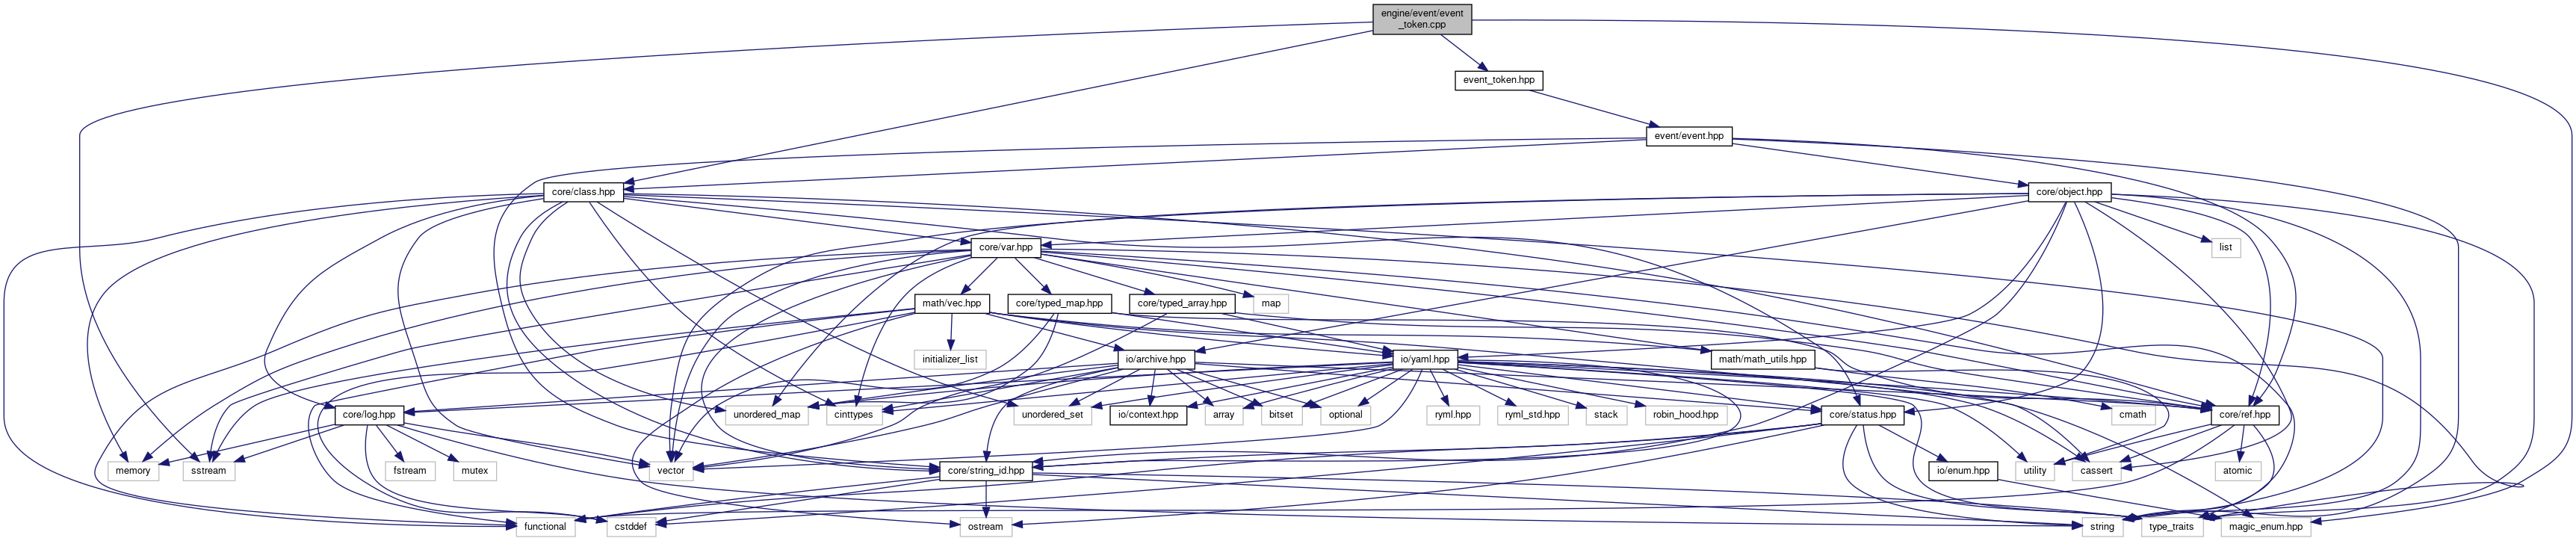 engine/event/event
_token.cpp
event_token.hpp
event/event.hpp
core/class.hpp
core/object.hpp
core/var.hpp
list
math/vec.hpp
core/typed_map.hpp
core/typed_array.hpp
map
initializer_list
io/archive.hpp
io/yaml.hpp
math/math_utils.hpp
core/log.hpp
unordered_map
cinttypes
unordered_set
io/context.hpp
array
bitset
optional
ryml.hpp
ryml_std.hpp
stack
robin_hood.hpp
core/status.hpp
cmath
core/ref.hpp
memory
sstream
fstream
mutex
vector
core/string_id.hpp
io/enum.hpp
utility
cassert
atomic
functional
cstddef
ostream
string
type_traits
magic_enum.hpp